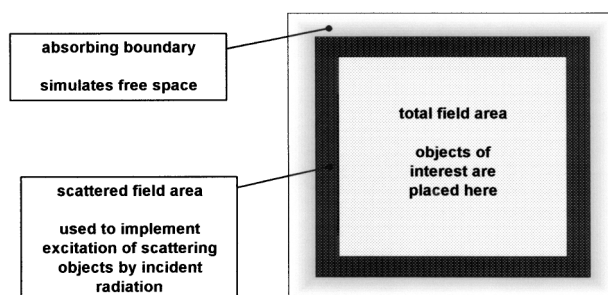 absorbing boundary
simulates free space
scattered field area
used to implement
excitation of scattering
objects by incident
radiation
total field area
objects of
interest are
placed here